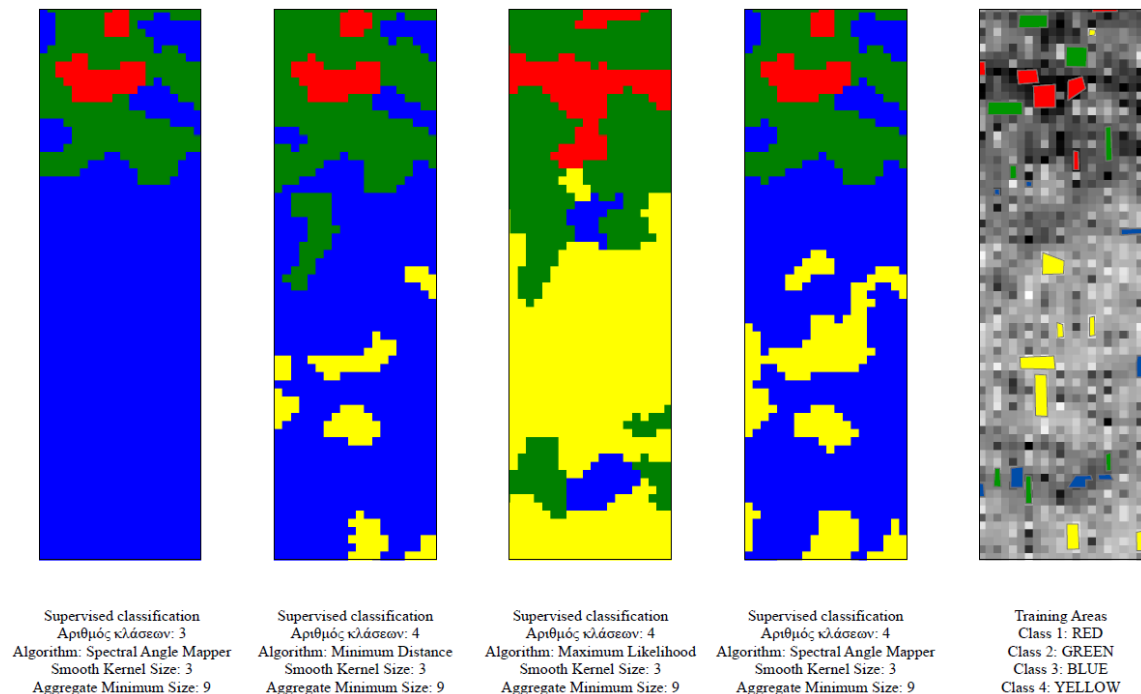 Supervised classification
Αριθμός κλάσεων: 3
Algorithm: Spectral Angle Mapper
Smooth Kernel Size: 3
Aggregate Minimum Size: 9
Supervised classification
Αριθμός κλάσεων: 4
Algorithm: Minimum Distance
Smooth Kernel Size: 3
Aggregate Minimum Size: 9
Supervised classification
Αριθμός κλάσεων: 4
Algorithm: Maximum Likelihood
Smooth Kernel Size: 3
Aggregate Minimum Size: 9
Supervised classification
Αριθμός κλάσεων: 4
Algorithm: Spectral Angle Mapper
Smooth Kernel Size: 3
Aggregate Minimum Size: 9
Training Areas
Class 1: RED
Class 2: GREEN
Class 3: BLUE
Class 4: YELLOW